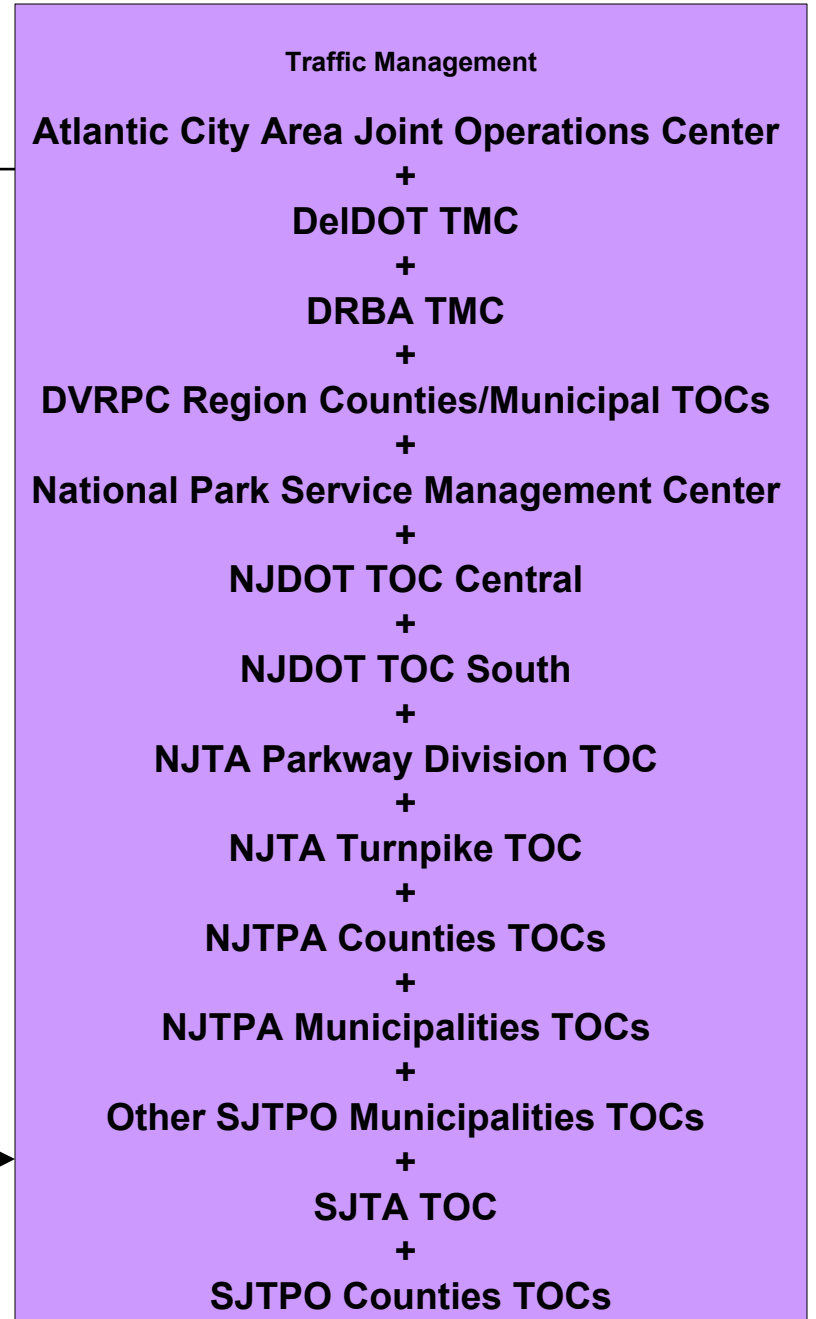 Traffic Management
Atlantic City Area Joint Operations Center
+
DelDOT TMC
+
DRBA TMC
+
DVRPC Region Counties/Municipal TOCs
+
National Park Service Management Center
+
NJDOT TOC Central
+
NJDOT TOC South
+
NJTA Parkway Division TOC
+
NJTA Turnpike TOC
+
NJTPA Counties TOCs
+
NJTPA Municipalities TOCs
+
Other SJTPO Municipalities TOCs
+
SJTA TOC
+
SJTPO Counties TOCs